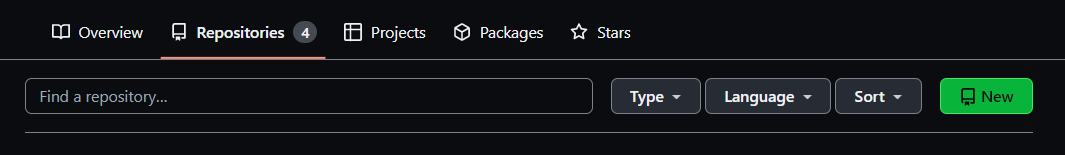 Overview Repositories 4 Projects Packages Stars
Find a repository... Type Language Sort New